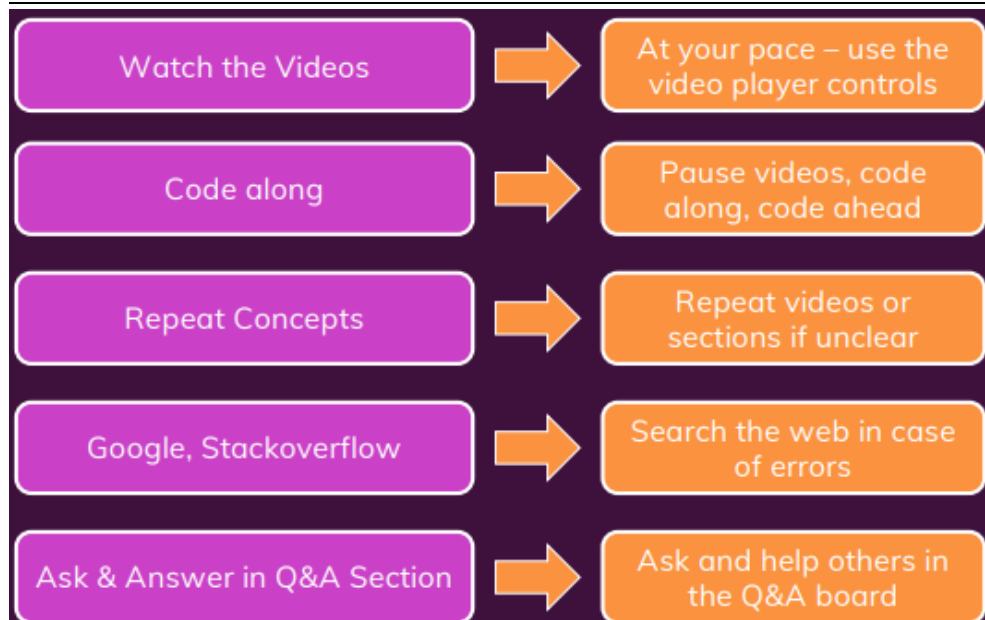 Watch the Videos
At your pace – use the
video player controls
Code along
Pause videos, code
along, code ahead
Repeat Concepts
Repeat videos or
sections if unclear
Google, Stackoverflow
Search the web in case
of errors
Ask & Answer in Q&A Section
Ask and help others in
the Q&A board